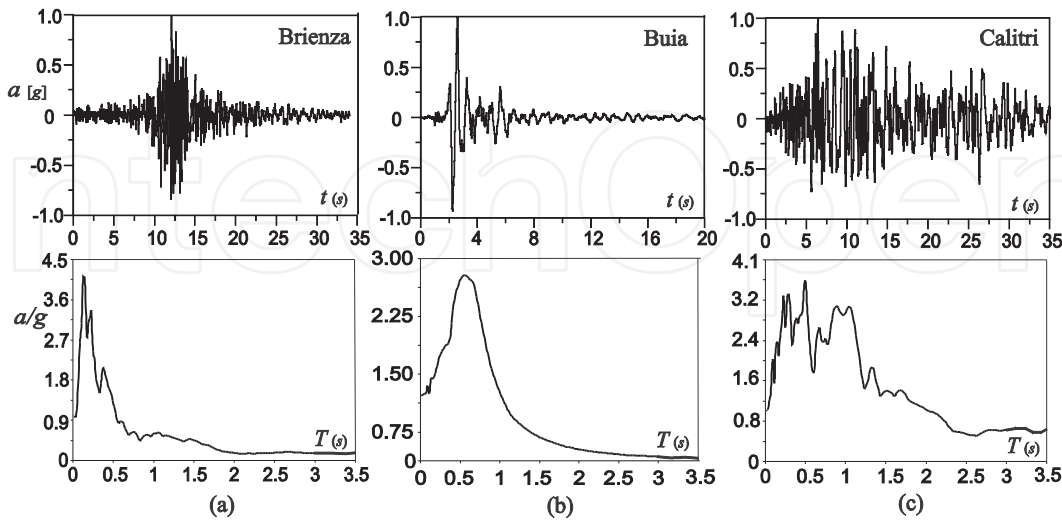 1.0
Brienza
0.5
a [g]
0
-0.5
-1.0
t (s)
0 5 10 15 20 25 30 35
1.0
Buia
0.5
0
-0.5
-1.0
t (s)
0 4 8 12 16 20
1.0
Calitri
0.5
0
-0.5
-1.0
t (s)
0 5 10 15 20 25 30 35
4.5
3.6
a/g
2.7
1.8
0.9
0
T (s)
0 0.5 1 1.5 2 2.5 3 3.5
(a)
3.00
2.25
1.50
0.75
0
T (s)
0 0.5 1 1.5 2 2.5 3 3.5
(b)
4.1
3.2
2.4
1.6
0.8
0
T (s)
0 0.5 1 1.5 2 2.5 3 3.5
(c)
ntechOpen